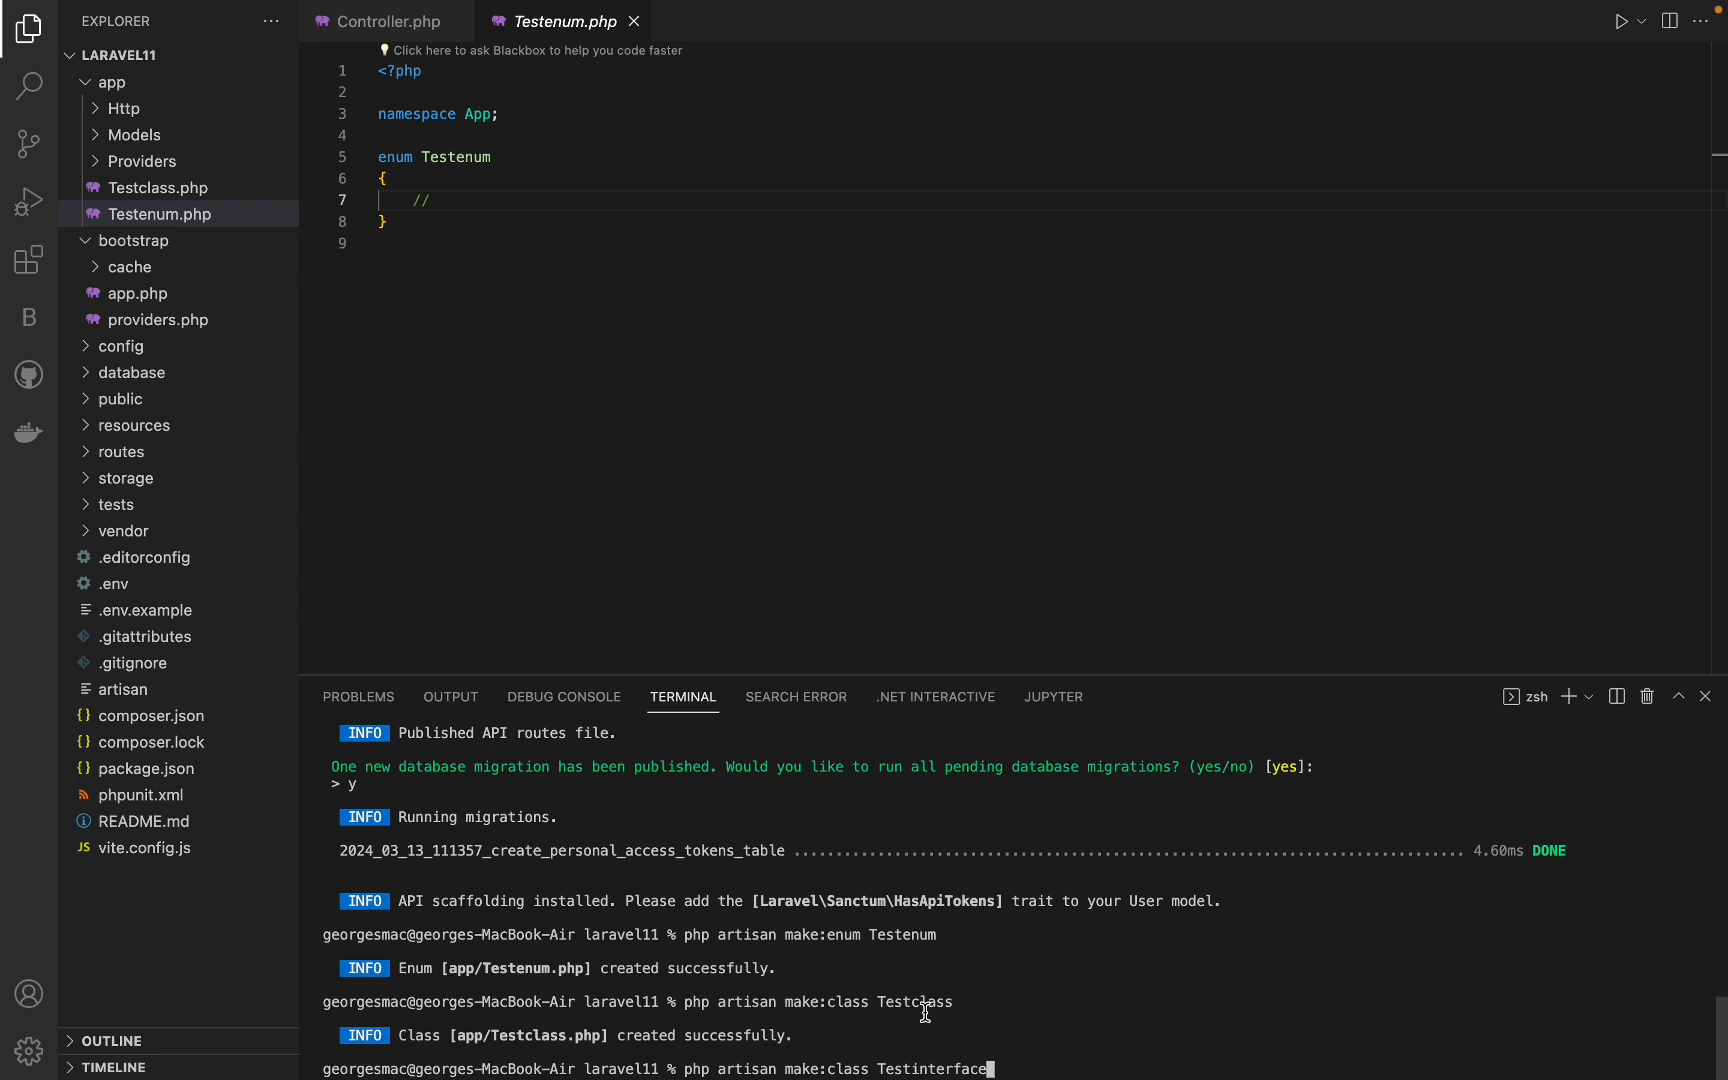 EXPLORER
LARAVEL11
app
Http
Models
Providers
Testclass.php
Testenum.php
bootstrap
cache
app.php
providers.php
config
database
public
resources
routes
storage
tests
vendor
.editorconfig
.env
.env.example
.gitattributes
.gitignore
artisan
{} composer.json
{} composer.lock
{} package.json
phpunit.xml
README.md
JS vite.config.js
OUTLINE
TIMELINE
Controller.php Testenum.php
Click here to ask Blackbox to help you code faster
1 <?php
2
3 namespace App;
4
5 enum Testenum
6 {
7 //
8 }
9
PROBLEMS OUTPUT DEBUG CONSOLE TERMINAL SEARCH ERROR .NET INTERACTIVE JUPYTER zsh
INFO Published API routes file.
One new database migration has been published. Would you like to run all pending database migrations? (yes/no) [yes]:
> y
INFO Running migrations.
2024_03_13_111357_create_personal_access_tokens_table ................................................................................ 4.60ms DONE
INFO API scaffolding installed. Please add the [Laravel\Sanctum\HasApiTokens] trait to your User model.
georgesmac@georges-MacBook-Air laravel11 % php artisan make:enum Testenum
INFO Enum [app/Testenum.php] created successfully.
georgesmac@georges-MacBook-Air laravel11 % php artisan make:class Testclass
INFO Class [app/Testclass.php] created successfully.
georgesmac@georges-MacBook-Air laravel11 % php artisan make:class Testinterface